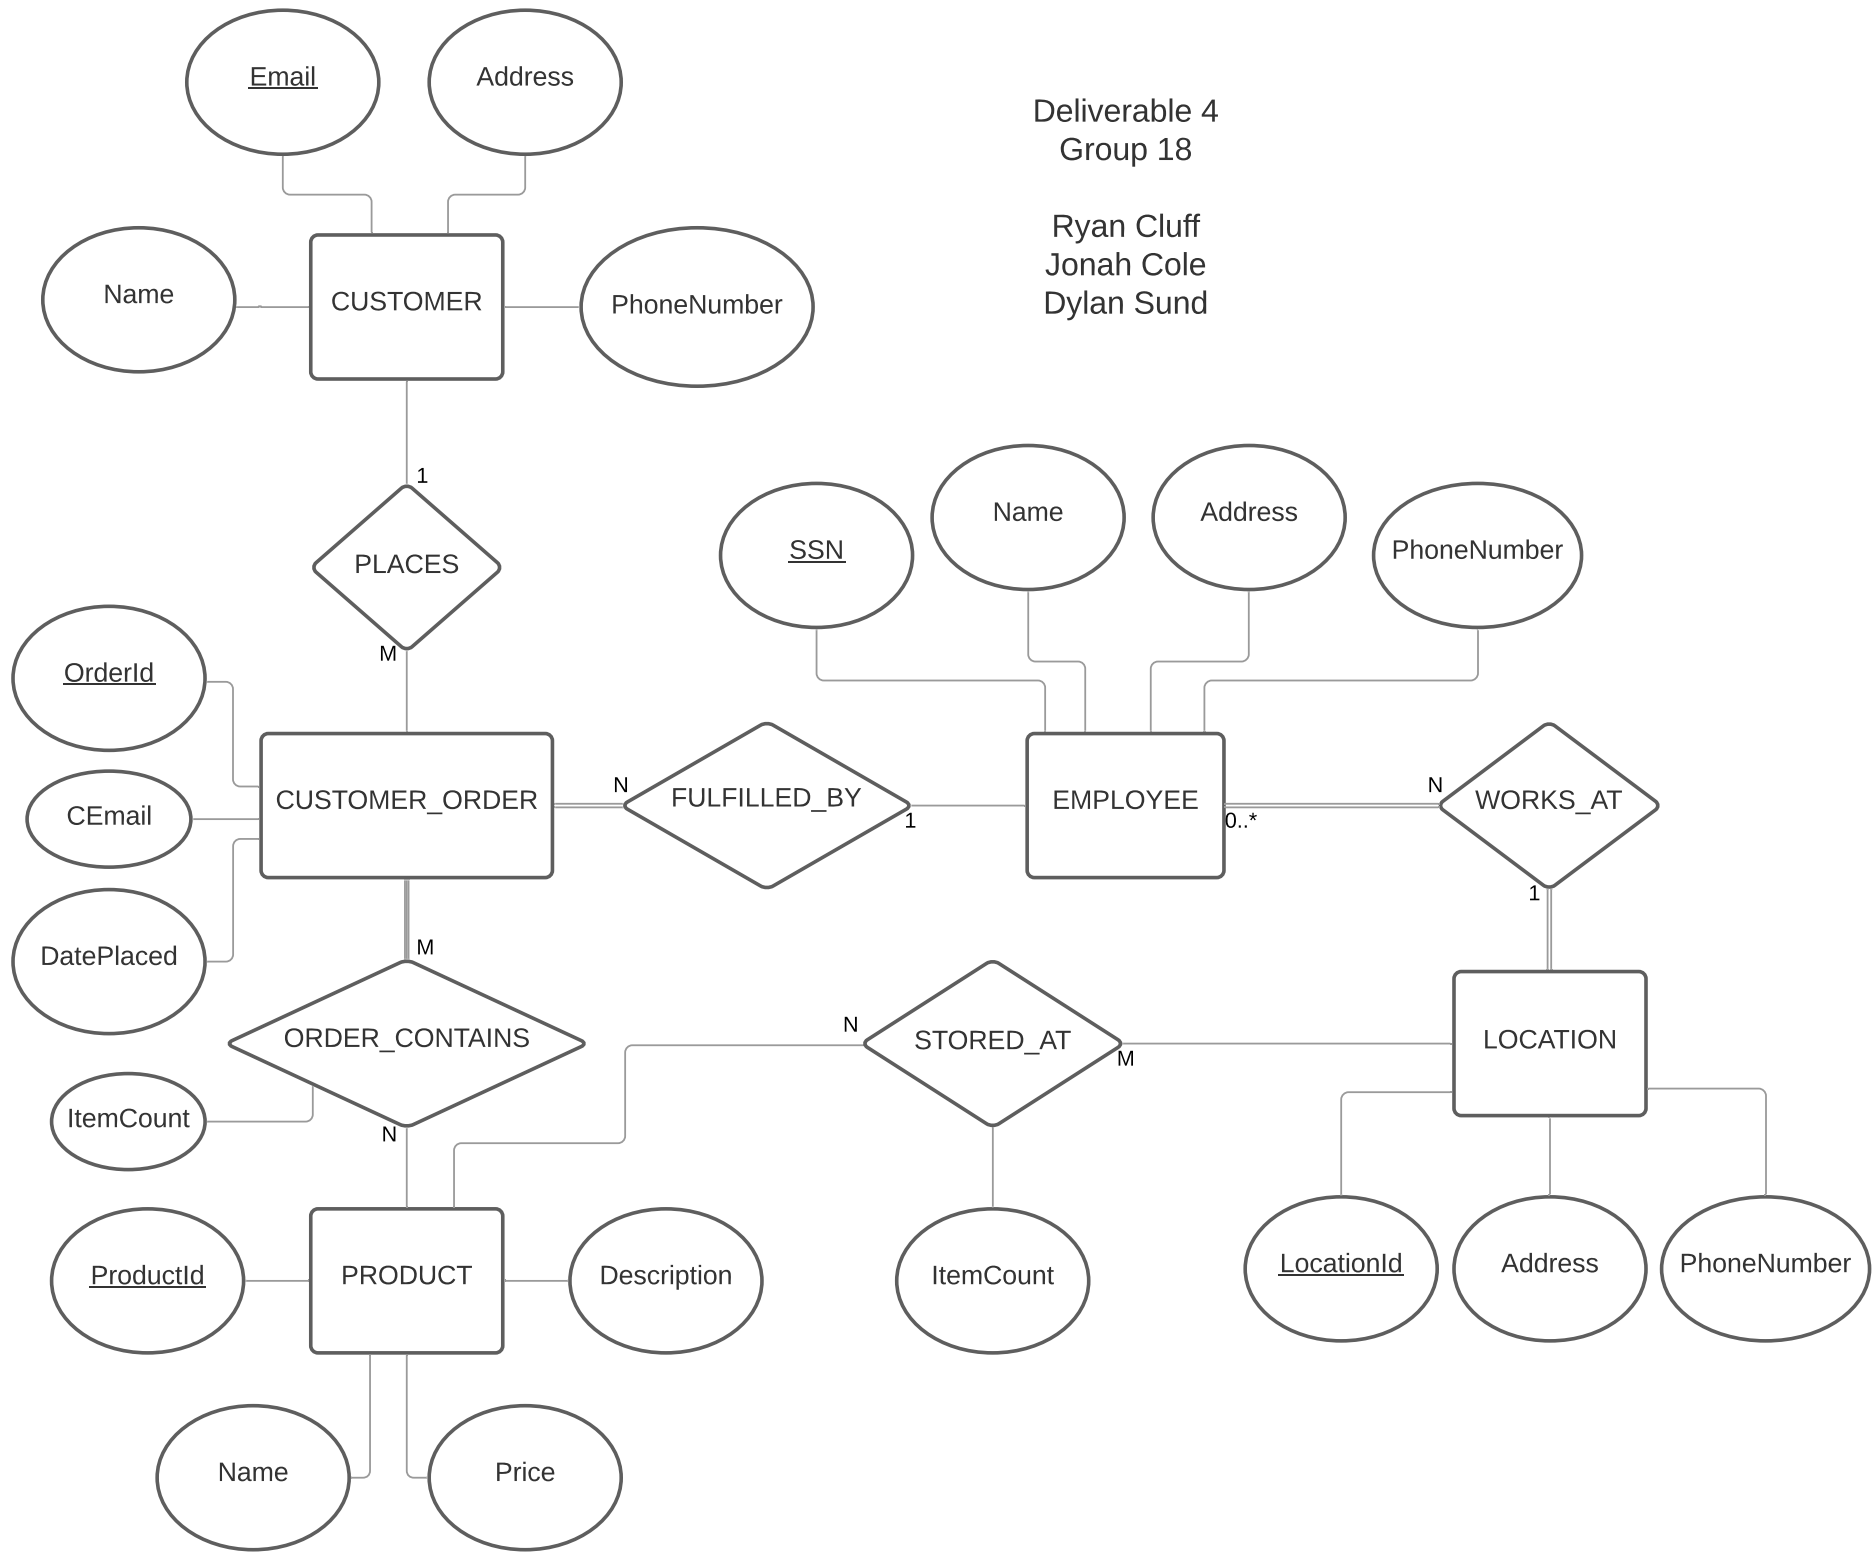 Email
Address
Deliverable 4
Group 18
Ryan Cluff
Jonah Cole
Dylan Sund
Name
CUSTOMER
PhoneNumber
1
PLACES
M
SSN
Name
Address
PhoneNumber
OrderId
CEmail
DatePlaced
CUSTOMER_ORDER
N
FULFILLED_BY
1
EMPLOYEE
0..*
N
WORKS_AT
1
M
ORDER_CONTAINS
ItemCount
N
N
STORED_AT
M
LOCATION
ProductId
PRODUCT
Description
ItemCount
LocationId
Address
PhoneNumber
Name
Price